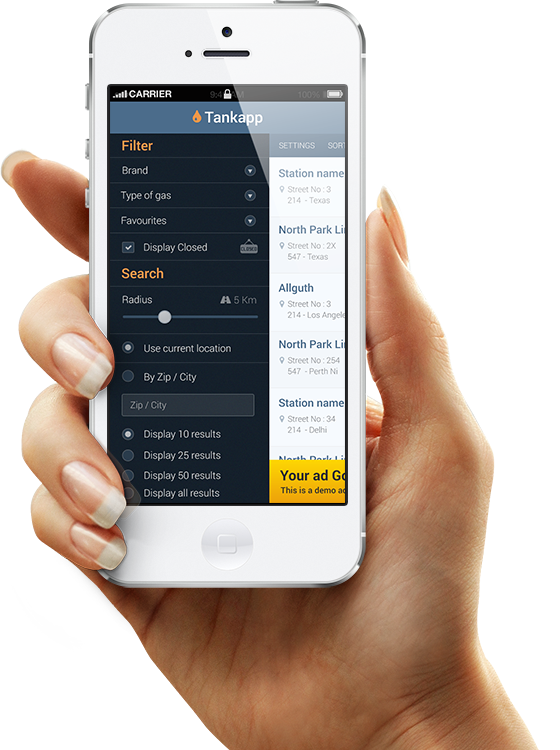 CARRIER 9:4 M 100%
Tankapp
Filter
Brand
Type of gas
Favourites
Display Closed
CLOSED
Search
Radius 5 Km
Use current location
By Zip / City
Zip / City
Display 10 results
Display 25 results
Display 50 results
Display all results
SETTINGS SORT
Station name
Street No : 3
214 - Texas
North Park Lin
Street No : 2X
547 - Texas
Allguth
Street No : 3
214 - Los Angele
North Park Lin
Street No : 254
547 - Perth Ni
Station name
Street No : 34
214 - Delhi
North Park Lin
Your ad Go
This is a demo ad